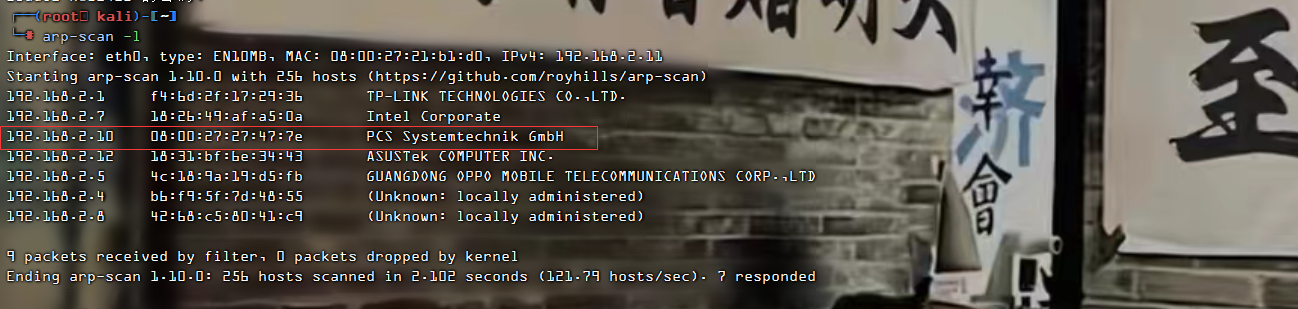 ┌──(root㉿ kali)-[~]
└─# arp-scan -l
Interface: eth0, type: EN10MB, MAC: 08:00:27:21:b1:d0, IPv4: 192.168.2.11
Starting arp-scan 1.10.0 with 256 hosts (https://github.com/royhills/arp-scan)
192.168.2.1 f4:6d:2f:17:29:36 TP-LINK TECHNOLOGIES CO.,LTD.
192.168.2.7 18:26:49:af:a5:0a Intel Corporate
192.168.2.10 08:00:27:27:47:7e PCS Systemtechnik GmbH
192.168.2.12 18:31:bf:6e:34:43 ASUSTek COMPUTER INC.
192.168.2.5 4c:18:9a:19:d5:fb GUANGDONG OPPO MOBILE TELECOMMUNICATIONS CORP.,LTD
192.168.2.4 b6:f9:5f:7d:48:55 (Unknown: locally administered)
192.168.2.8 42:68:c5:80:41:c9 (Unknown: locally administered)
9 packets received by filter, 0 packets dropped by kernel
Ending arp-scan 1.10.0: 256 hosts scanned in 2.102 seconds (121.79 hosts/sec). 7 responded
幸會
至